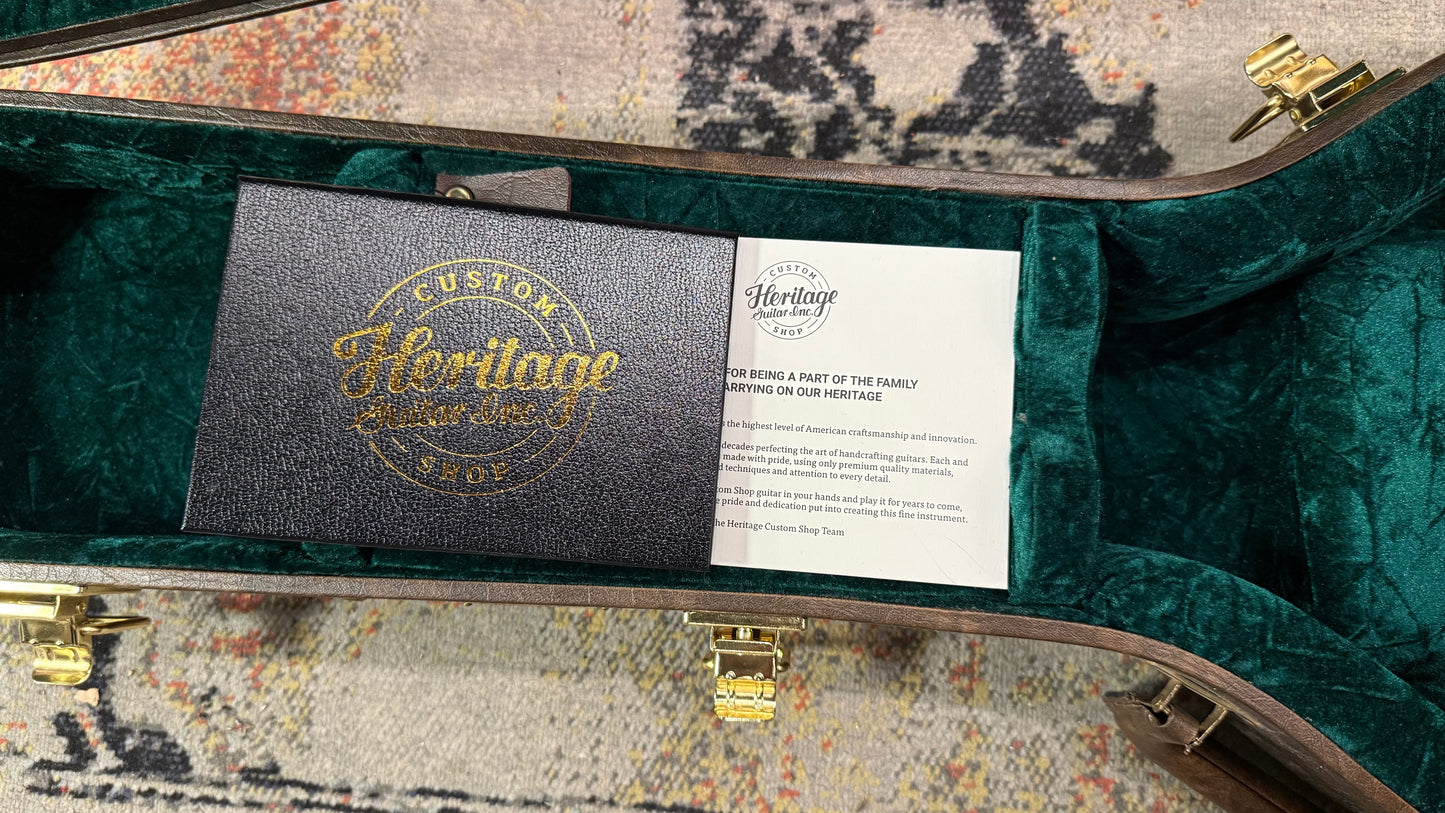 CUSTOM
Heritage
Guitar Inc.
SHOP
CUSTOM
Heritage
Guitar Inc.
SHOP
FOR BEING A PART OF THE FAMILY
ARRYING ON OUR HERITAGE
s the highest level of American craftsmanship and innovation.
decades perfecting the art of handcrafting guitars. Each and
made with pride, using only premium quality materials,
d techniques and attention to every detail.
tom Shop guitar in your hands and play it for years to come,
e pride and dedication put into creating this fine instrument.
he Heritage Custom Shop Team